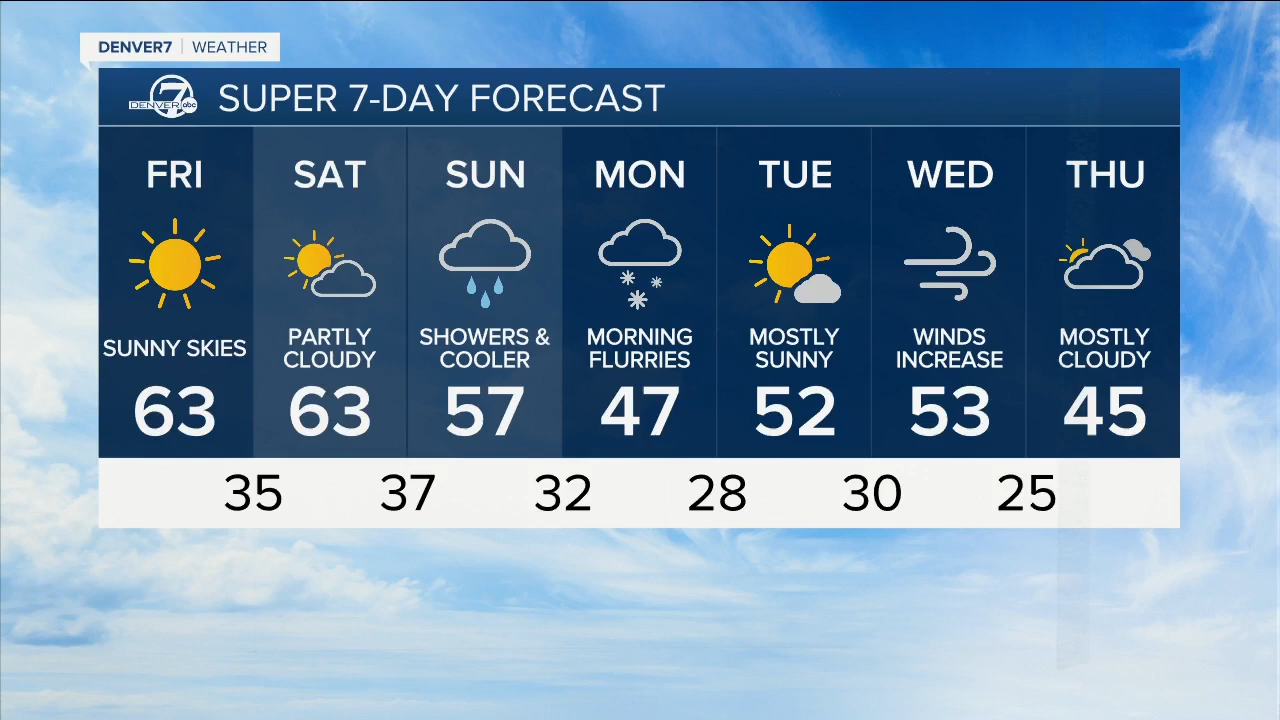 DENVER7 | WEATHER
7
DENVER abc
SUPER 7-DAY FORECAST
FRI SAT SUN MON TUE WED THU
SUNNY SKIES
PARTLY
CLOUDY
SHOWERS &
COOLER
MORNING
FLURRIES
MOSTLY
SUNNY
WINDS
INCREASE
MOSTLY
CLOUDY
63 63 57 47 52 53 45
35 37 32 28 30 25